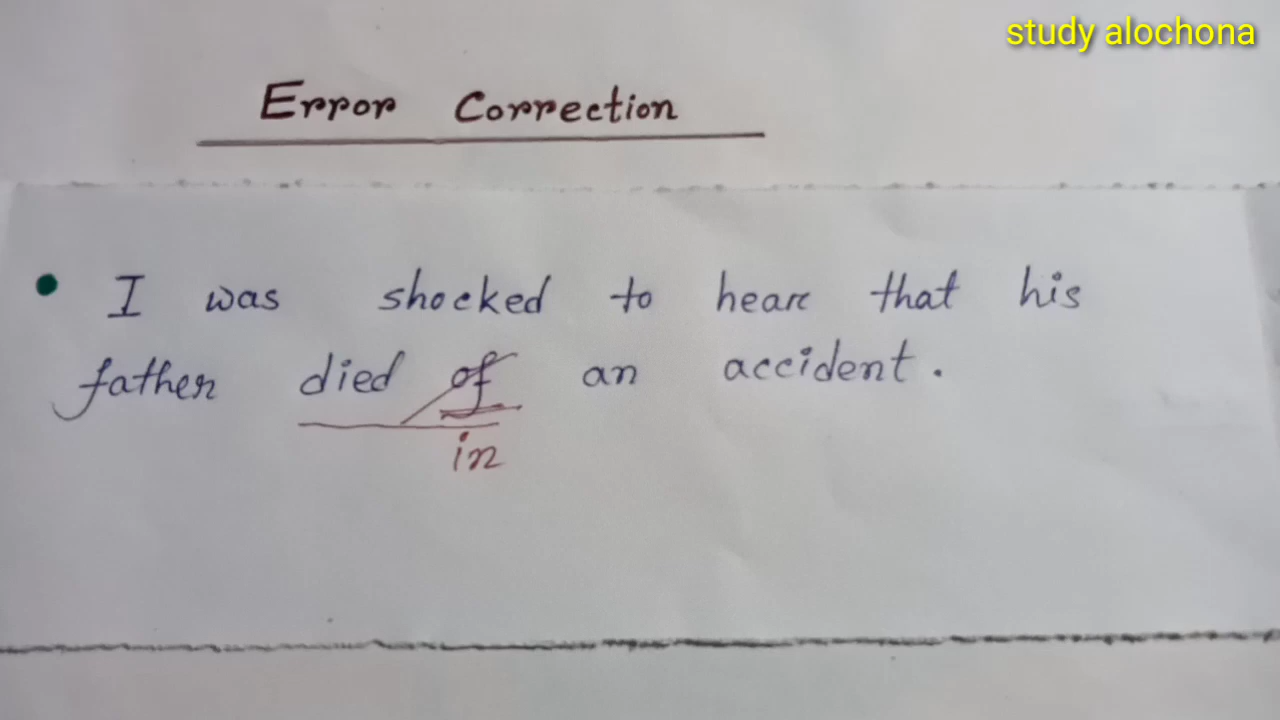 study alochona
Error Correction
• I was shocked to hear that his
father died of an accident.
in